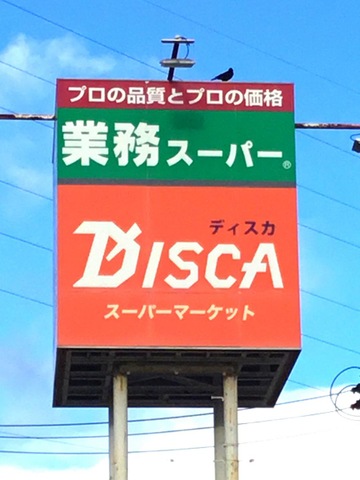 プロの品質とプロの価格
業務スーパー®
ディスカ
DISCA
スーパーマーケット